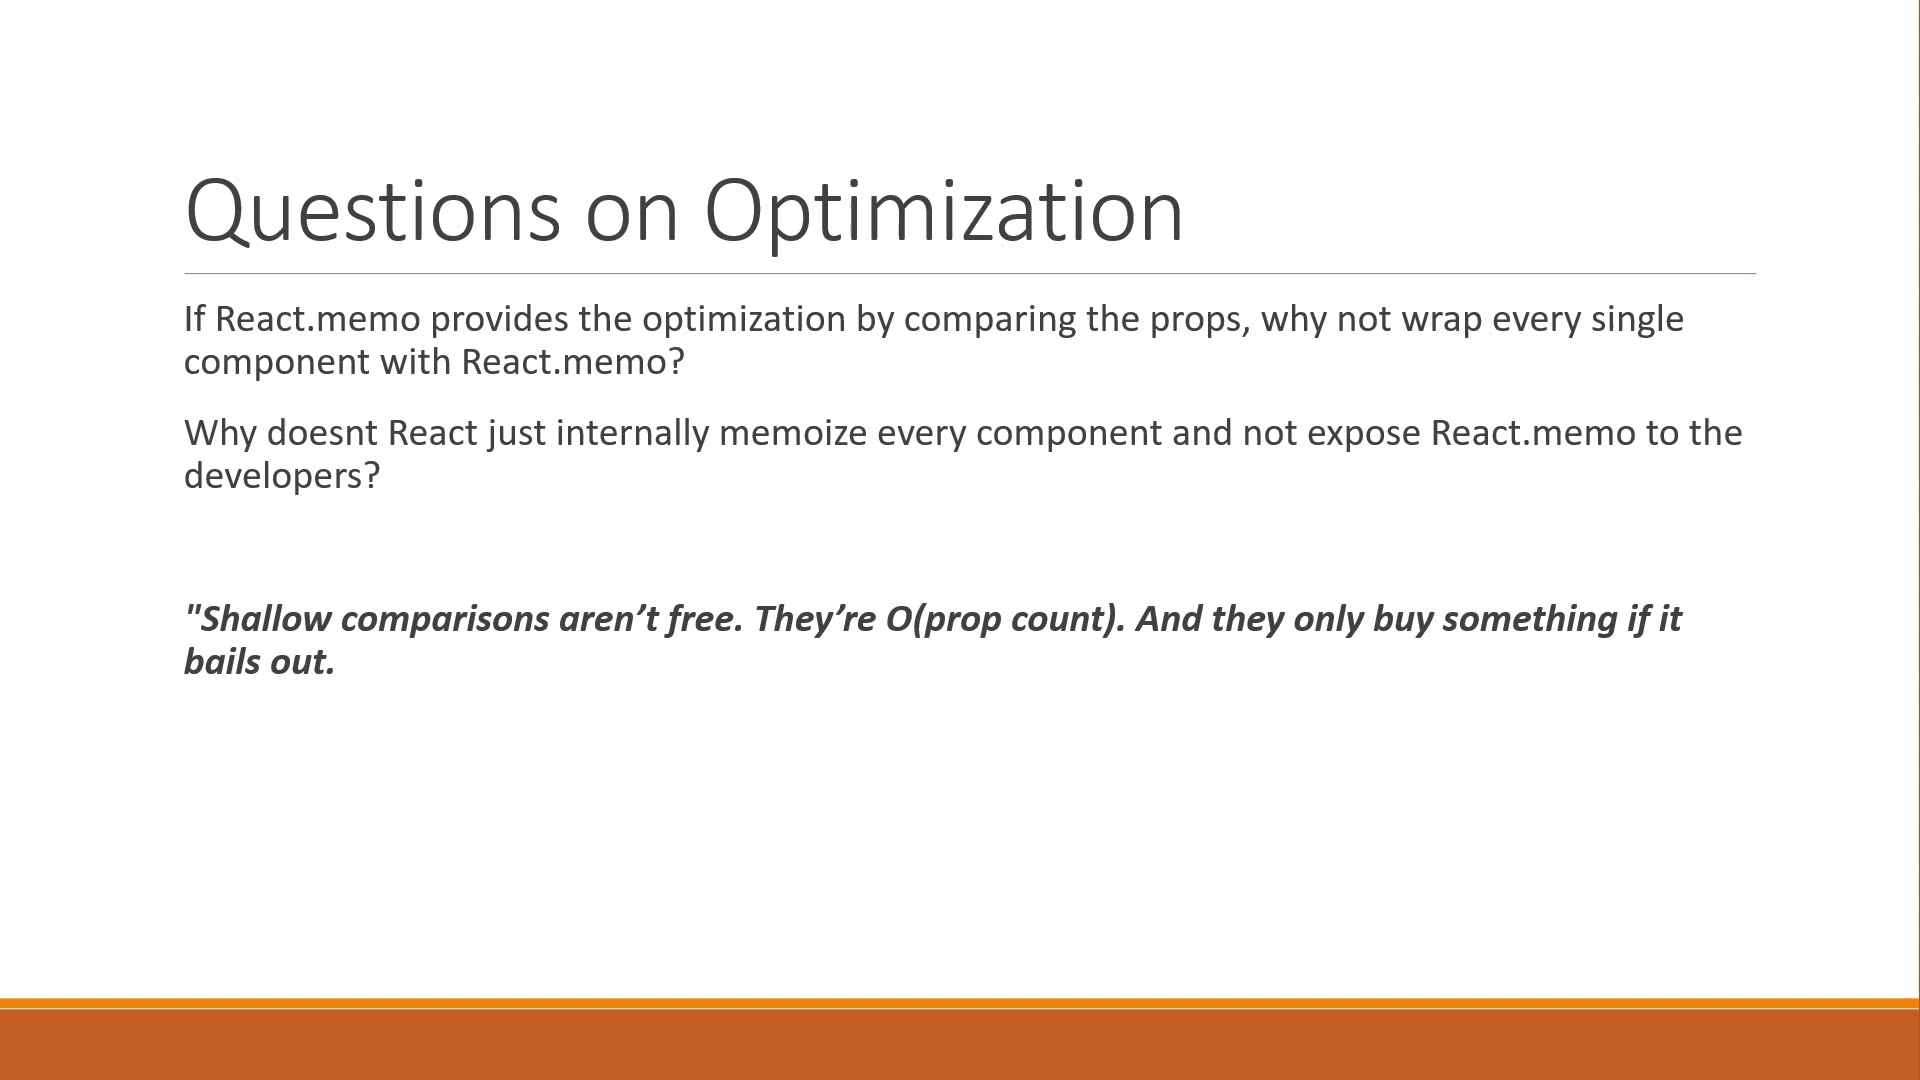 Questions on Optimization
If React.memo provides the optimization by comparing the props, why not wrap every single
component with React.memo?
Why doesnt React just internally memoize every component and not expose React.memo to the
developers?
"Shallow comparisons aren’t free. They’re O(prop count). And they only buy something if it
bails out.